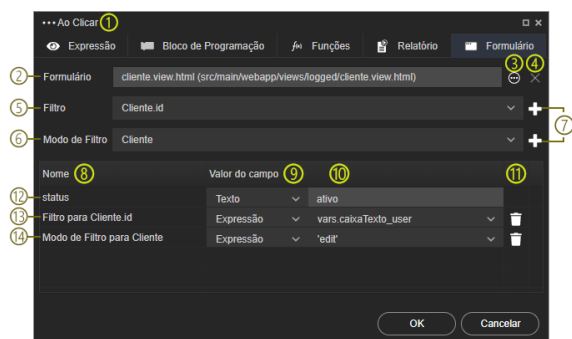 ••• Ao Clicar 1
Expressão Bloco de Programação f(x) Funções Relatório Formulário
2 Formulário cliente.view.html (src/main/webapp/views/logged/cliente.view.html) 3 4
5 Filtro Cliente.id
7
6 Modo de Filtro Cliente
Nome 8 Valor do campo 9 10 11
12 status Texto ativo
13 Filtro para Cliente.id Expressão vars.caixaTexto_user
14 Modo de Filtro para Cliente Expressão 'edit'
OK Cancelar